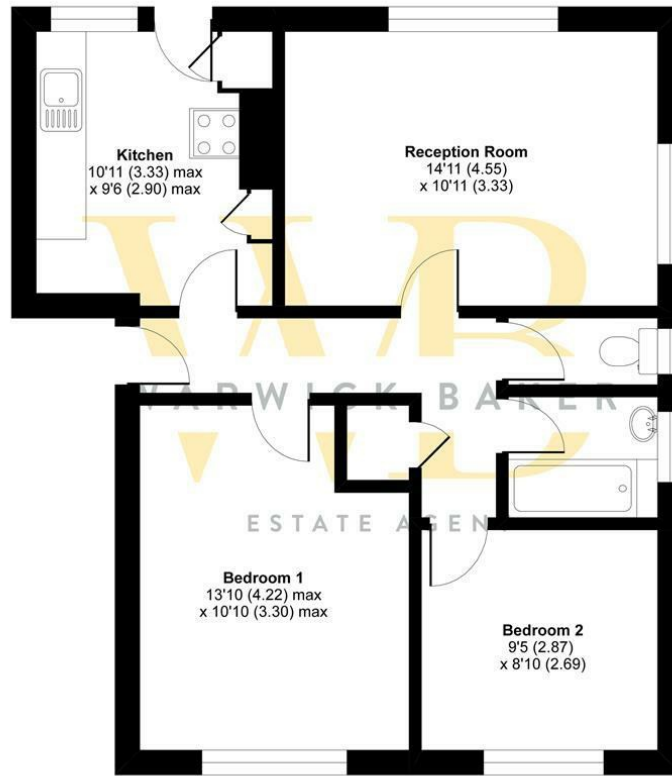 Kitchen
10'11 (3.33) max
x 9'6 (2.90) max
Reception Room
14'11 (4.55)
x 10'11 (3.33)
WB
WARWICK BAKER
ESTATE AGENT
Bedroom 1
13'10 (4.22) max
x 10'10 (3.30) max
Bedroom 2
9'5 (2.87)
x 8'10 (2.69)